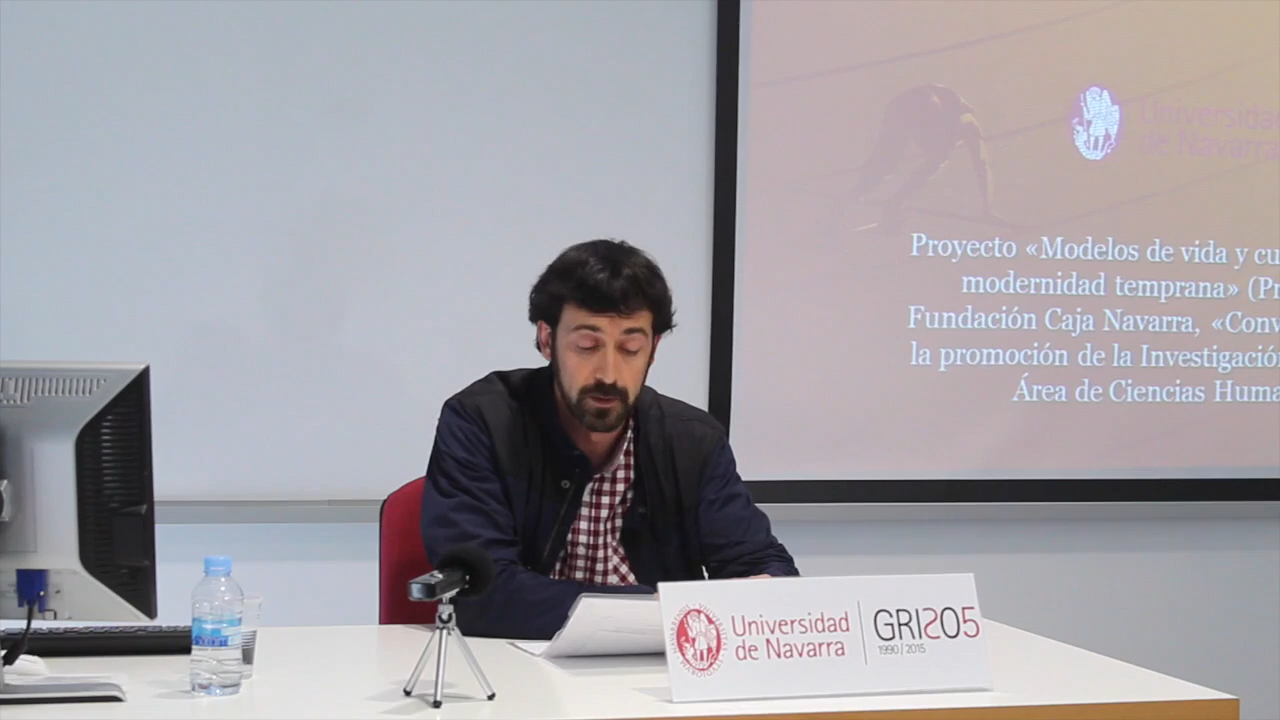 Universidad
de Navarra
Proyecto «Modelos de vida y cu
modernidad temprana» (Pr
Fundación Caja Navarra, «Conv
la promoción de la Investigación
Área de Ciencias Huma
Universidad
de Navarra
GRISO5
1990 | 2015